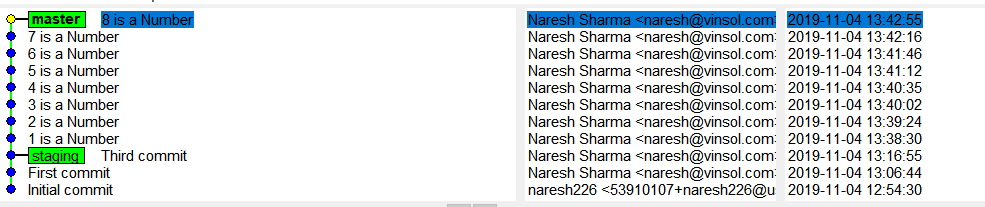 master 8 is a Number Naresh Sharma <naresh@vinsol.com> 2019-11-04 13:42:55
7 is a Number Naresh Sharma <naresh@vinsol.com> 2019-11-04 13:42:16
6 is a Number Naresh Sharma <naresh@vinsol.com> 2019-11-04 13:41:46
5 is a Number Naresh Sharma <naresh@vinsol.com> 2019-11-04 13:41:12
4 is a Number Naresh Sharma <naresh@vinsol.com> 2019-11-04 13:40:35
3 is a Number Naresh Sharma <naresh@vinsol.com> 2019-11-04 13:40:02
2 is a Number Naresh Sharma <naresh@vinsol.com> 2019-11-04 13:39:24
1 is a Number Naresh Sharma <naresh@vinsol.com> 2019-11-04 13:38:30
staging Third commit Naresh Sharma <naresh@vinsol.com> 2019-11-04 13:16:55
First commit Naresh Sharma <naresh@vinsol.com> 2019-11-04 13:06:44
Initial commit naresh226 <53910107+naresh226@u 2019-11-04 12:54:30